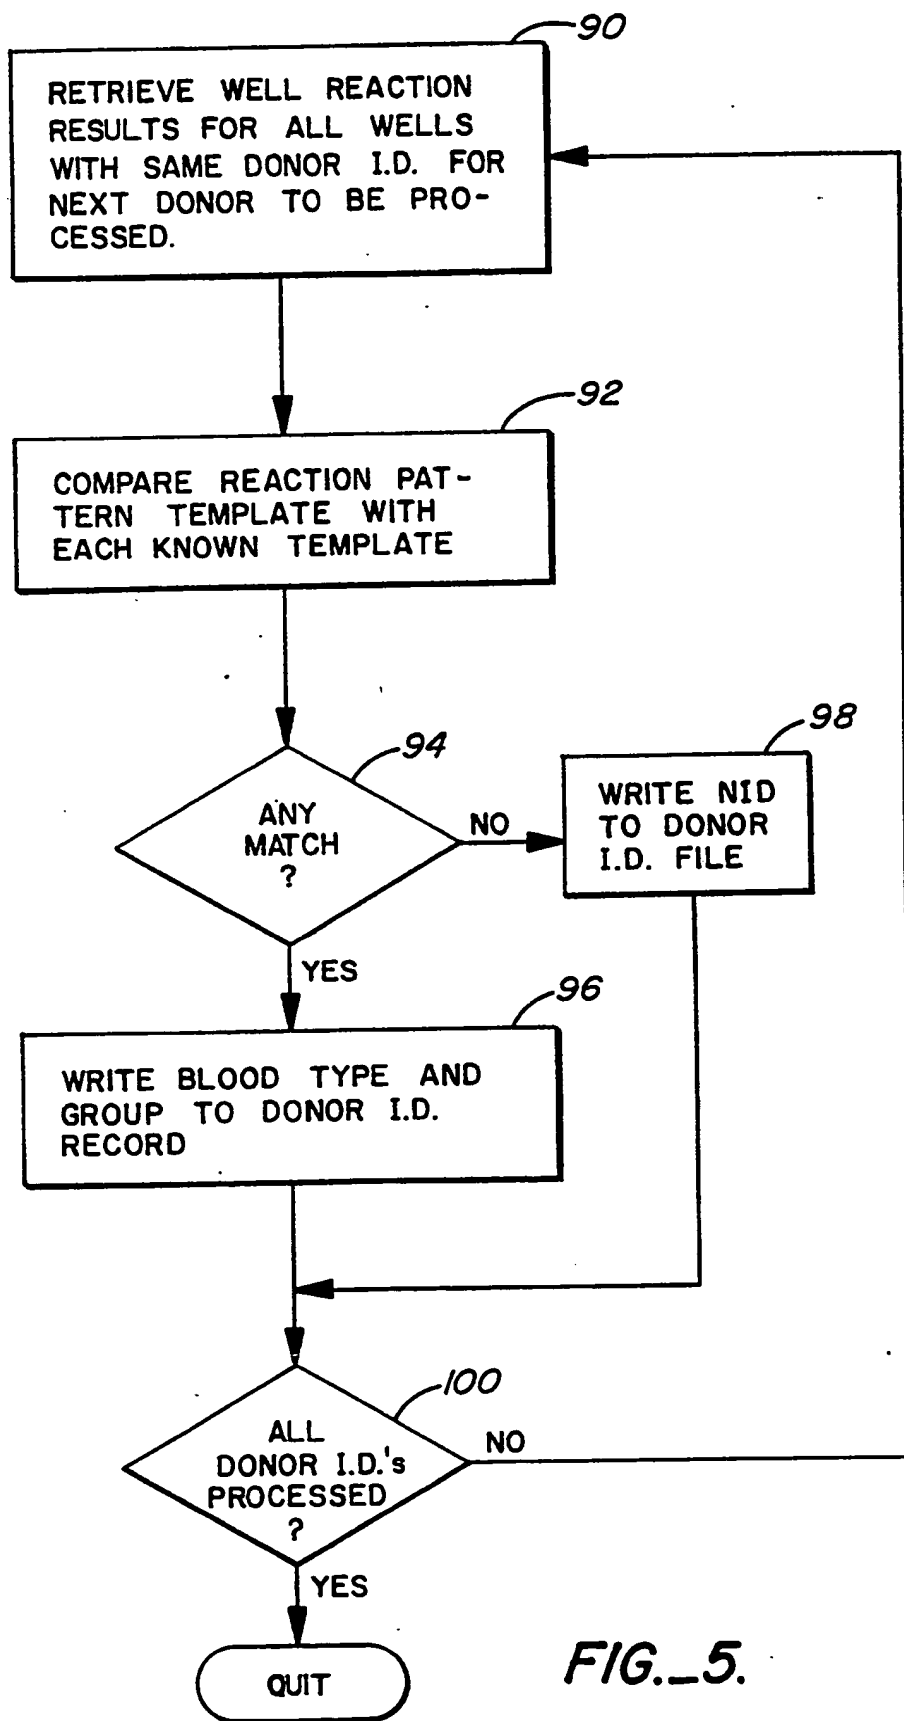 90
RETRIEVE WELL REACTION
RESULTS FOR ALL WELLS
WITH SAME DONOR I.D. FOR
NEXT DONOR TO BE PRO-
CESSED.
92
COMPARE REACTION PAT-
TERN TEMPLATE WITH
EACH KNOWN TEMPLATE
94
ANY
MATCH
?
NO
98
WRITE NID
TO DONOR
I.D. FILE
YES
96
WRITE BLOOD TYPE AND
GROUP TO DONOR I.D.
RECORD
100
ALL
DONOR I.D.'s
PROCESSED
?
NO
YES
QUIT
FIG._5.